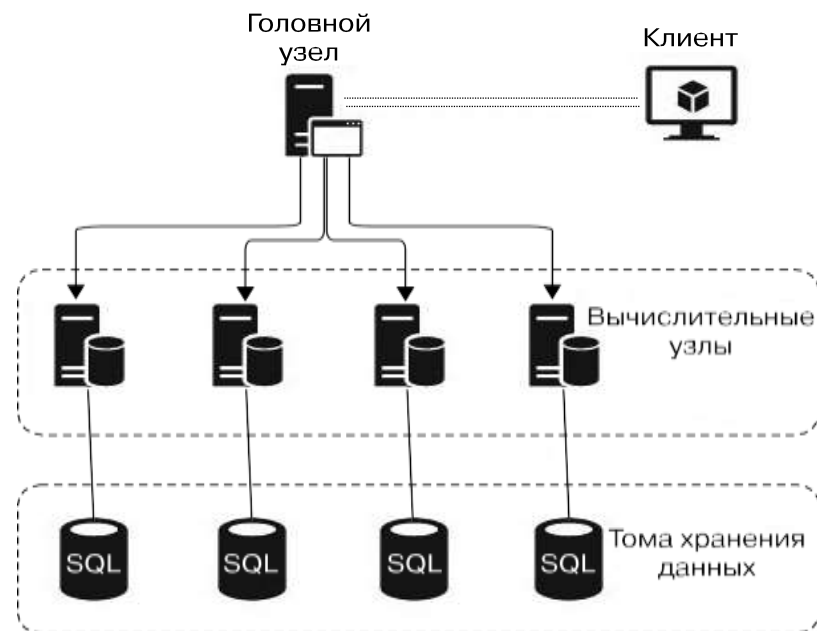 Головной
узел
Клиент
Вычислительные
узлы
SQL
SQL
SQL
SQL
Тома хранения
данных